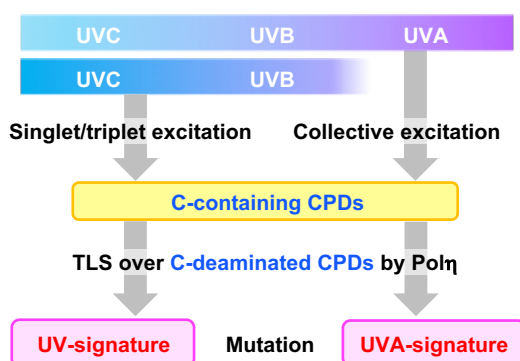 UVC UVB UVA
UVC UVB
Singlet/triplet excitation Collective excitation
C-containing CPDs
TLS over C-deaminated CPDs by Polη
UV-signature Mutation UVA-signature